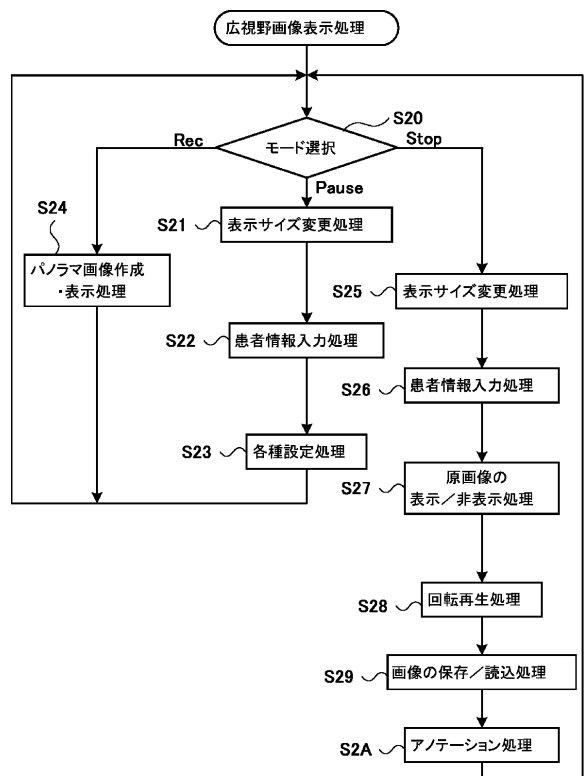 広視野画像表示処理
S20
モード選択
Rec
Stop
Pause
S24
パノラマ画像作成
・表示処理
S21
表示サイズ変更処理
S22
患者情報入力処理
S23
各種設定処理
S25
表示サイズ変更処理
S26
患者情報入力処理
S27
原画像の
表示／非表示処理
S28
回転再生処理
S29
画像の保存／読込処理
S2A
アノテーション処理